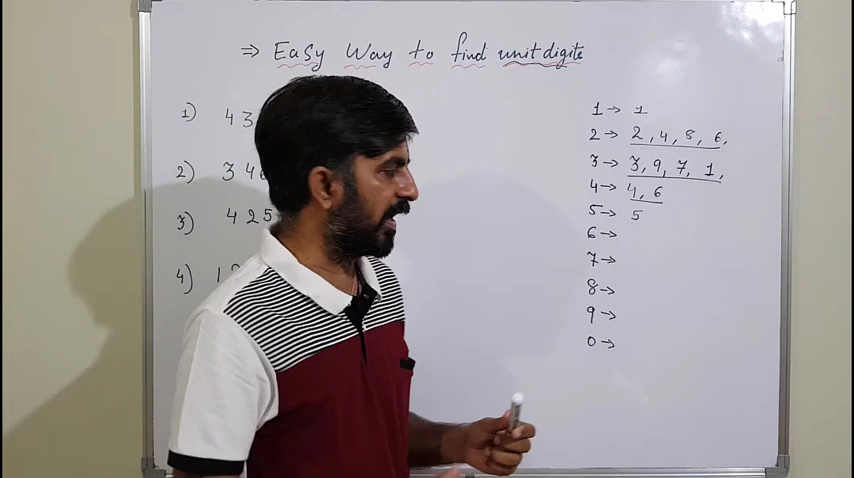 ⇒ Easy Way to find unit digite
1) 43
2) 34
3) 425
4) 1
1 → 1
2 → 2, 4, 8, 6,
3 → 3, 9, 7, 1,
4 → 4, 6
5 → 5
6 →
7 →
8 →
9 →
0 →